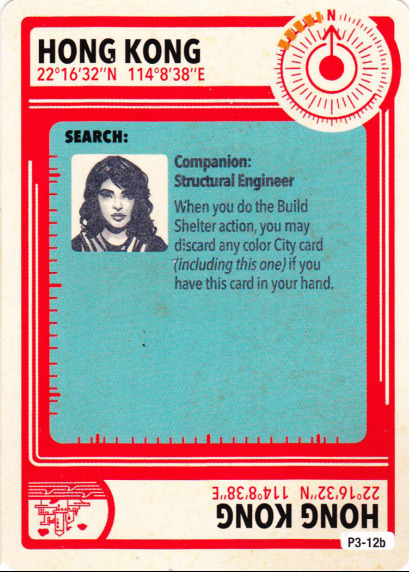 HONG KONG
22°16'32"N 114°8'38"E
N
SEARCH:
Companion:
Structural Engineer
When you do the Build
Shelter action, you may
discard any color City card
(including this one) if you
have this card in your hand.
22°16'32"N 114°8'38"E
HONG KONG
P3-12b